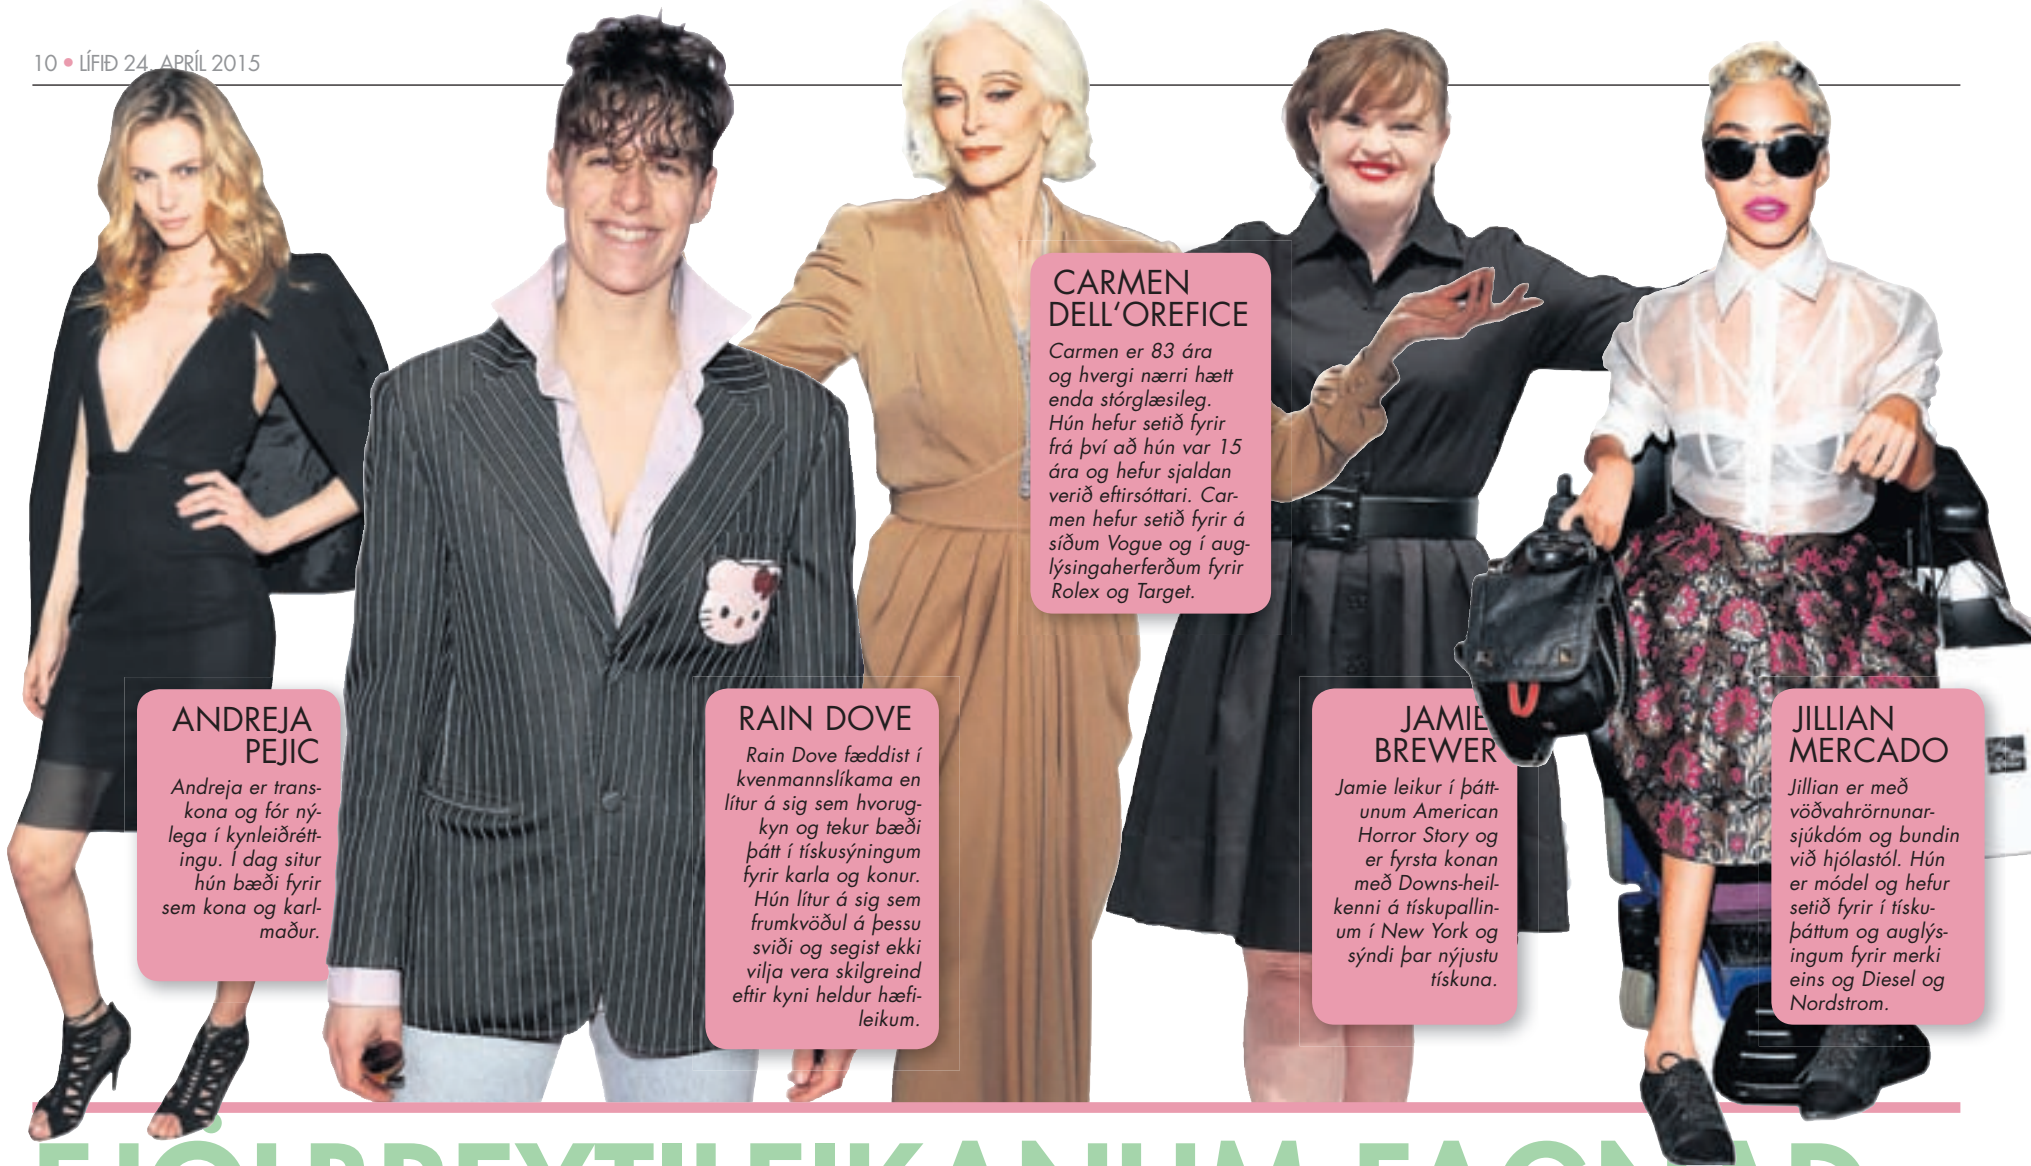 10 • LÍFIÐ 24. APRÍL 2015
ANDREJA
PEJIC
Andreja er trans-
kona og fór ný-
lega í kynleiðrétt-
ingu. Í dag situr
hún bæði fyrir
sem kona og karl-
maður.
RAIN DOVE
Rain Dove fæddist í
kvenmannslíkama en
lítur á sig sem hvorug-
kyn og tekur bæði
þátt í tískusýningum
fyrir karla og konur.
Hún lítur á sig sem
frumkvöðul á þessu
sviði og segist ekki
vilja vera skilgreind
eftir kyni heldur hæfi-
leikum.
CARMEN
DELL‘OREFICE
Carmen er 83 ára
og hvergi nærri hætt
enda stórglæsileg.
Hún hefur setið fyrir
frá því að hún var 15
ára og hefur sjaldan
verið eftirsóttari. Car-
men hefur setið fyrir á
síðum Vogue og í aug-
lýsingaherferðum fyrir
Rolex og Target.
JAMIE
BREWER
Jamie leikur í þátt-
unum American
Horror Story og
er fyrsta konan
með Downs-heil-
kenni á tískupallin-
um í New York og
sýndi þar nýjustu
tískuna.
JILLIAN
MERCADO
Jillian er með
vöðvahrörnunar-
sjúkdóm og bundin
við hjólastól. Hún
er módel og hefur
setið fyrir í tísku-
þáttum og auglýs-
ingum fyrir merki
eins og Diesel og
Nordstrom.
FJÖLBREYTILEIKANUM FAGNAÐ